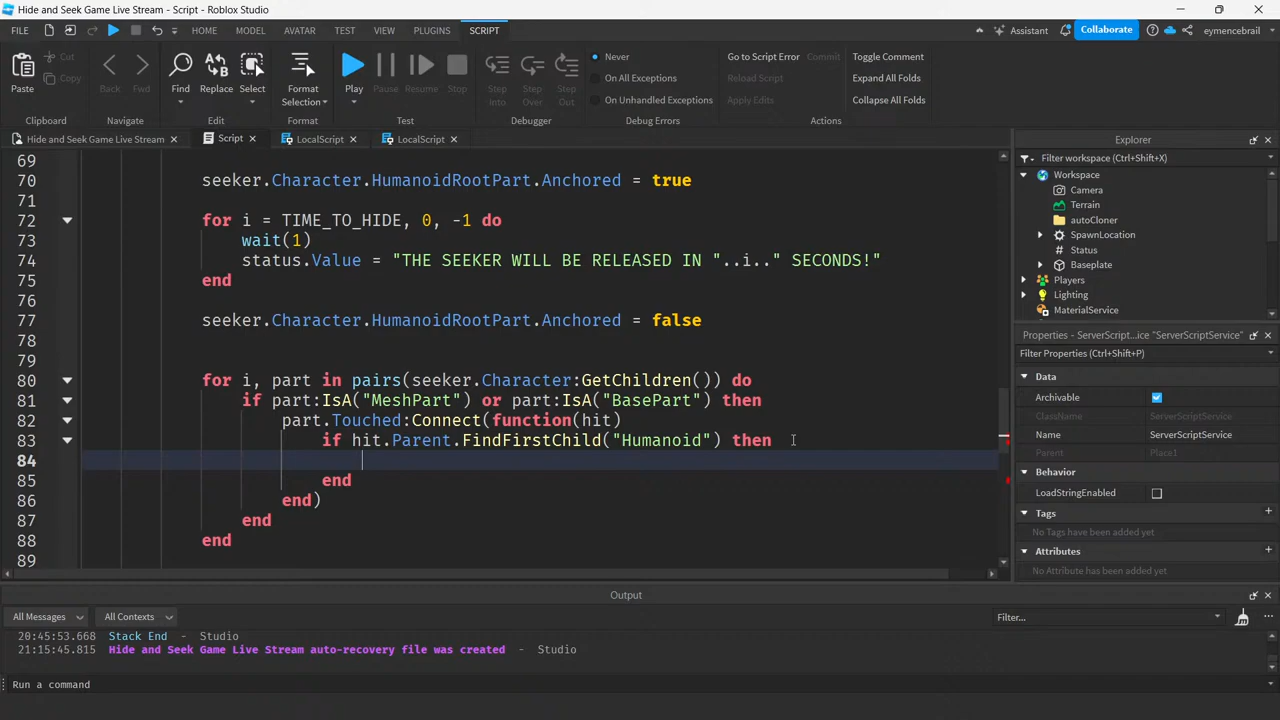 Hide and Seek Game Live Stream - Script - Roblox Studio
FILE HOME MODEL AVATAR TEST VIEW PLUGINS SCRIPT Assistant Collaborate eymencebrail
Paste Cut Copy Back Fwd Find Replace Select Format Selection Play Pause Resume Stop Step Into Step Over Step Out Never On All Exceptions On Unhandled Exceptions Go to Script Error Commit Reload Script Apply Edits Toggle Comment Expand All Folds Collapse All Folds
Clipboard Navigate Edit Format Test Debugger Debug Errors Actions
Hide and Seek Game Live Stream Script LocalScript LocalScript
69
70 seeker.Character.HumanoidRootPart.Anchored = true
71
72 for i = TIME_TO_HIDE, 0, -1 do
73 wait(1)
74 status.Value = "THE SEEKER WILL BE RELEASED IN "..i.." SECONDS!"
75 end
76
77 seeker.Character.HumanoidRootPart.Anchored = false
78
79
80 for i, part in pairs(seeker.Character:GetChildren()) do
81 if part:IsA("MeshPart") or part:IsA("BasePart") then
82 part.Touched:Connect(function(hit)
83 if hit.Parent.FindFirstChild("Humanoid") then
84
85 end
86 end)
87 end
88 end
89
Explorer
Filter workspace (Ctrl+Shift+X)
Workspace
Camera
Terrain
autoCloner
SpawnLocation
Status
Baseplate
Players
Lighting
MaterialService
Properties - ServerScript...ice "ServerScriptService"
Filter Properties (Ctrl+Shift+P)
Data
Archivable
ClassName ServerScriptService
Name ServerScriptService
Parent Place1
Behavior
LoadStringEnabled
Tags
No Tags have been added yet
Attributes
No Attribute has been added yet
Output
All Messages All Contexts Filter...
20:45:53.668 Stack End - Studio
21:15:45.815 Hide and Seek Game Live Stream auto-recovery file was created - Studio
Run a command